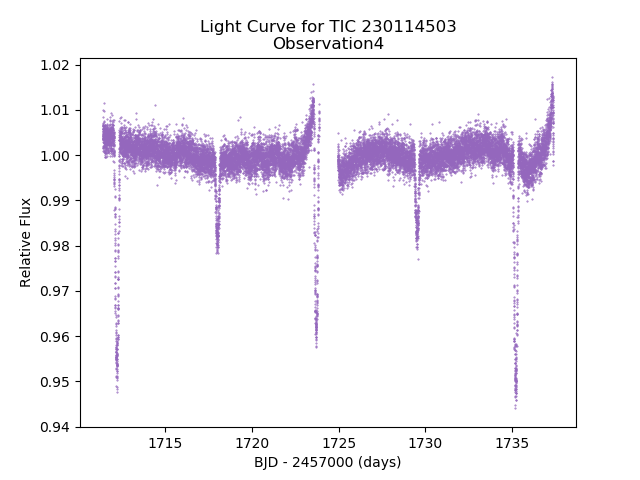 Light Curve for TIC 230114503
Observation4
1.02
1.01
1.00
0.99
0.98
0.97
0.96
0.95
0.94
Relative Flux
1715 1720 1725 1730 1735
BJD - 2457000 (days)